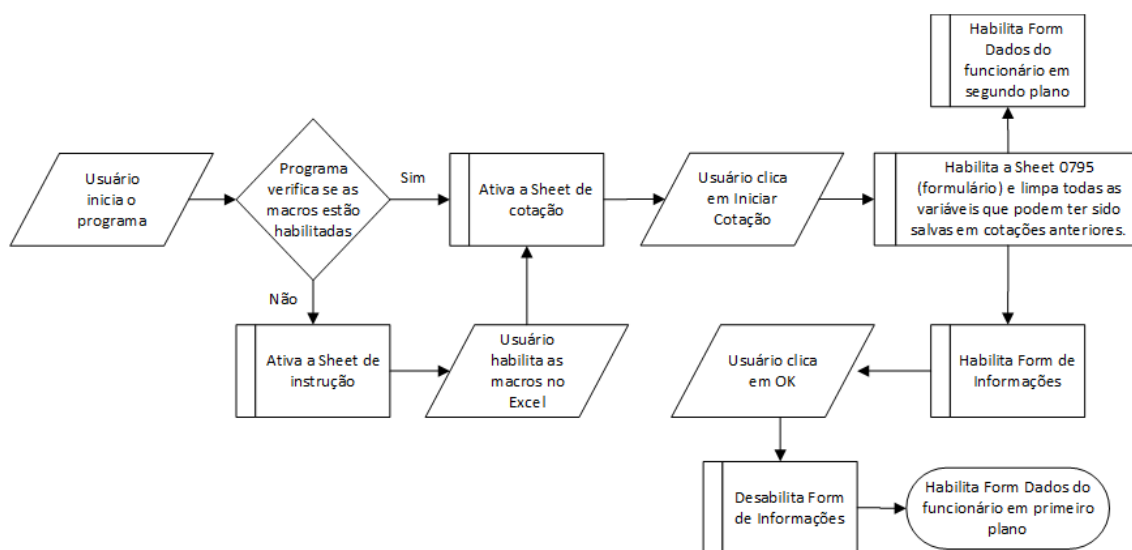 Habilita Form
Dados do
funcionário em
segundo plano
Usuário
inicia o
programa
Programa
verifica se as
macros estão
habilitadas
Sim
Ativa a Sheet de
cotação
Usuário clica
em Iniciar
Cotação
Habilita a Sheet 0795
(formulário) e limpa todas as
variáveis que podem ter sido
salvas em cotações anteriores.
Não
Ativa a Sheet de
instrução
Usuário
habilita as
macros no
Excel
Usuário clica
em OK
Habilita Form de
Informações
Desabilita Form
de Informações
Habilita Form Dados do
funcionário em primeiro
plano